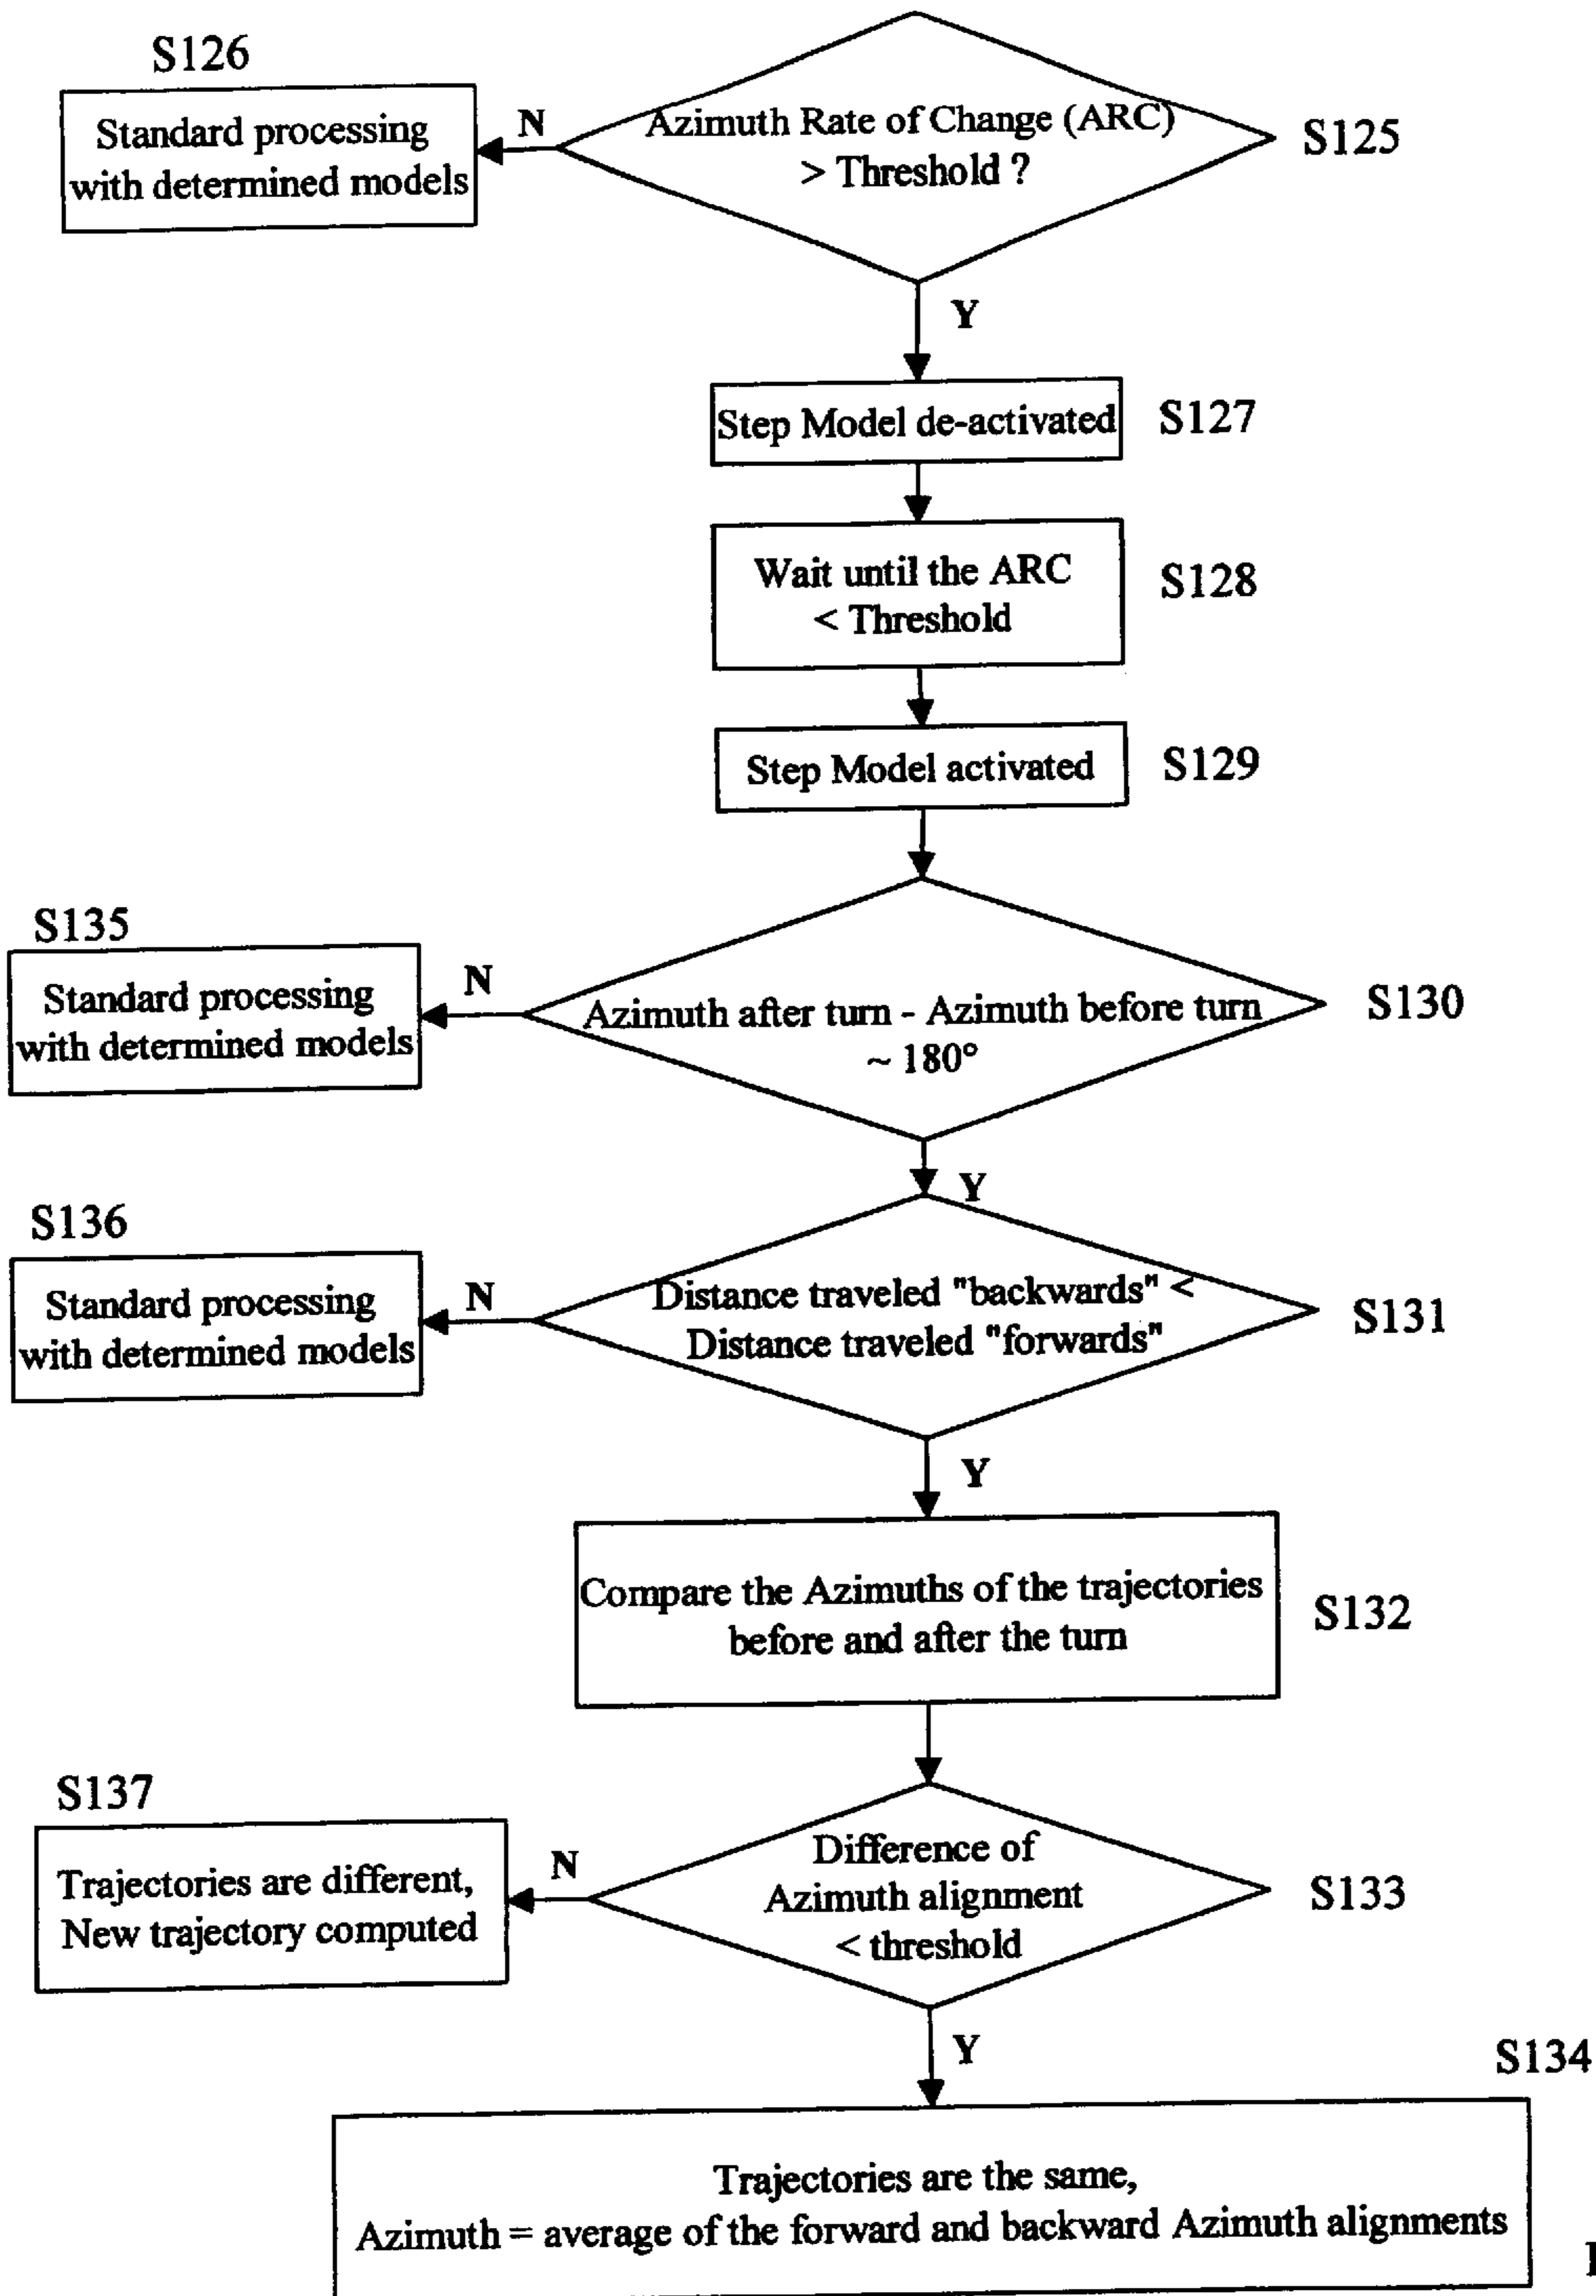 S126
Standard processing
with determined models
N
Azimuth Rate of Change (ARC)
> Threshold ?
S125
Y
Step Model de-activated
S127
Wait until the ARC
< Threshold
S128
Step Model activated
S129
S135
Standard processing
with determined models
N
Azimuth after turn - Azimuth before turn
~ 180°
S130
Y
S136
Standard processing
with determined models
N
Distance traveled "backwards" <
Distance traveled "forwards"
S131
Y
Compare the Azimuths of the trajectories
before and after the turn
S132
S137
Trajectories are different,
New trajectory computed
N
Difference of
Azimuth alignment
< threshold
S133
Y
S134
Trajectories are the same,
Azimuth = average of the forward and backward Azimuth alignments